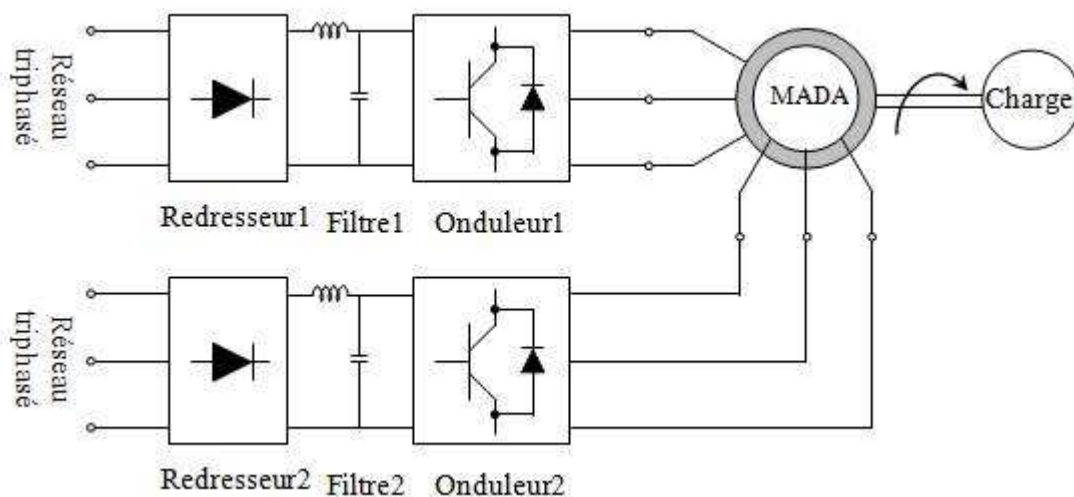 Réseau
triphasé
MADA
Charge
Redresseur1
Filtre1
Onduleur1
Réseau
triphasé
Redresseur2
Filtre2
Onduleur2